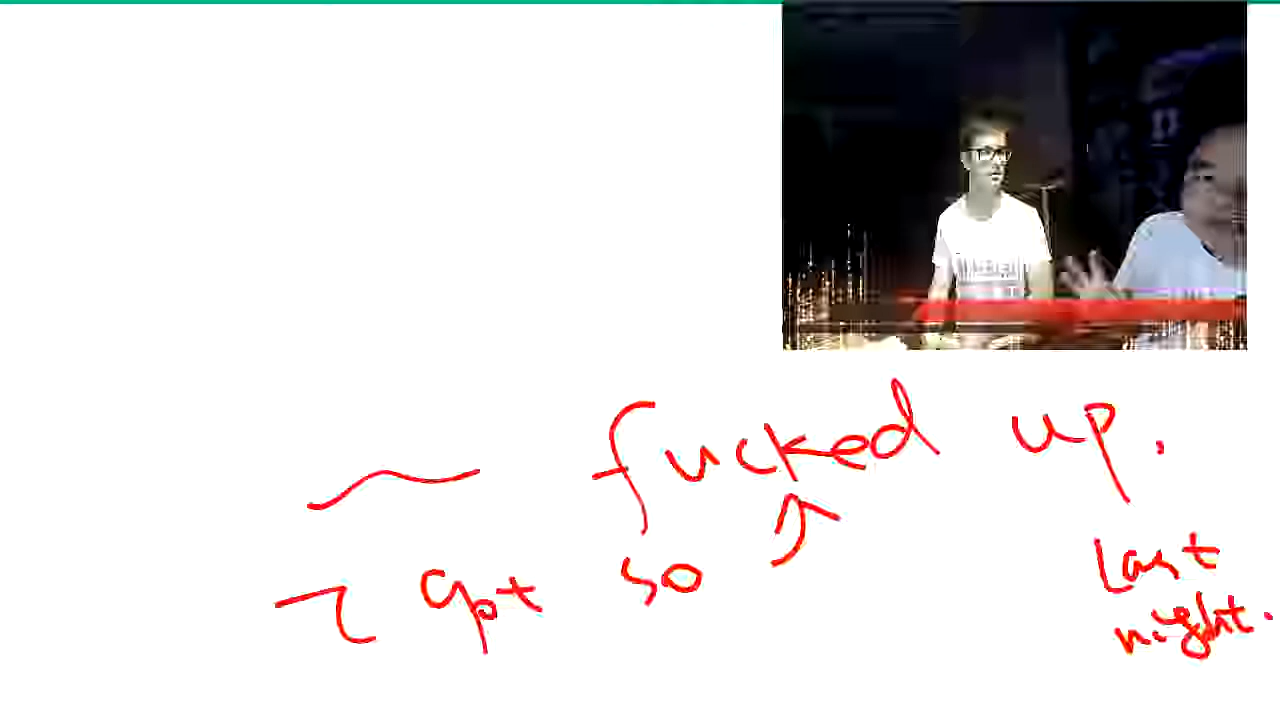 ~ fucked up.
I got so ↑
last
night.